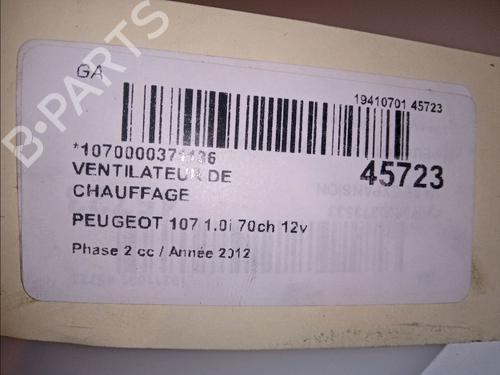 GA
19410701 45723
45723
VENTILATEUR DE
CHAUFFAGE
PEUGEOT 107 1.0i 70ch 12v
Phase 2 cc / Année 2012
B-PARTS